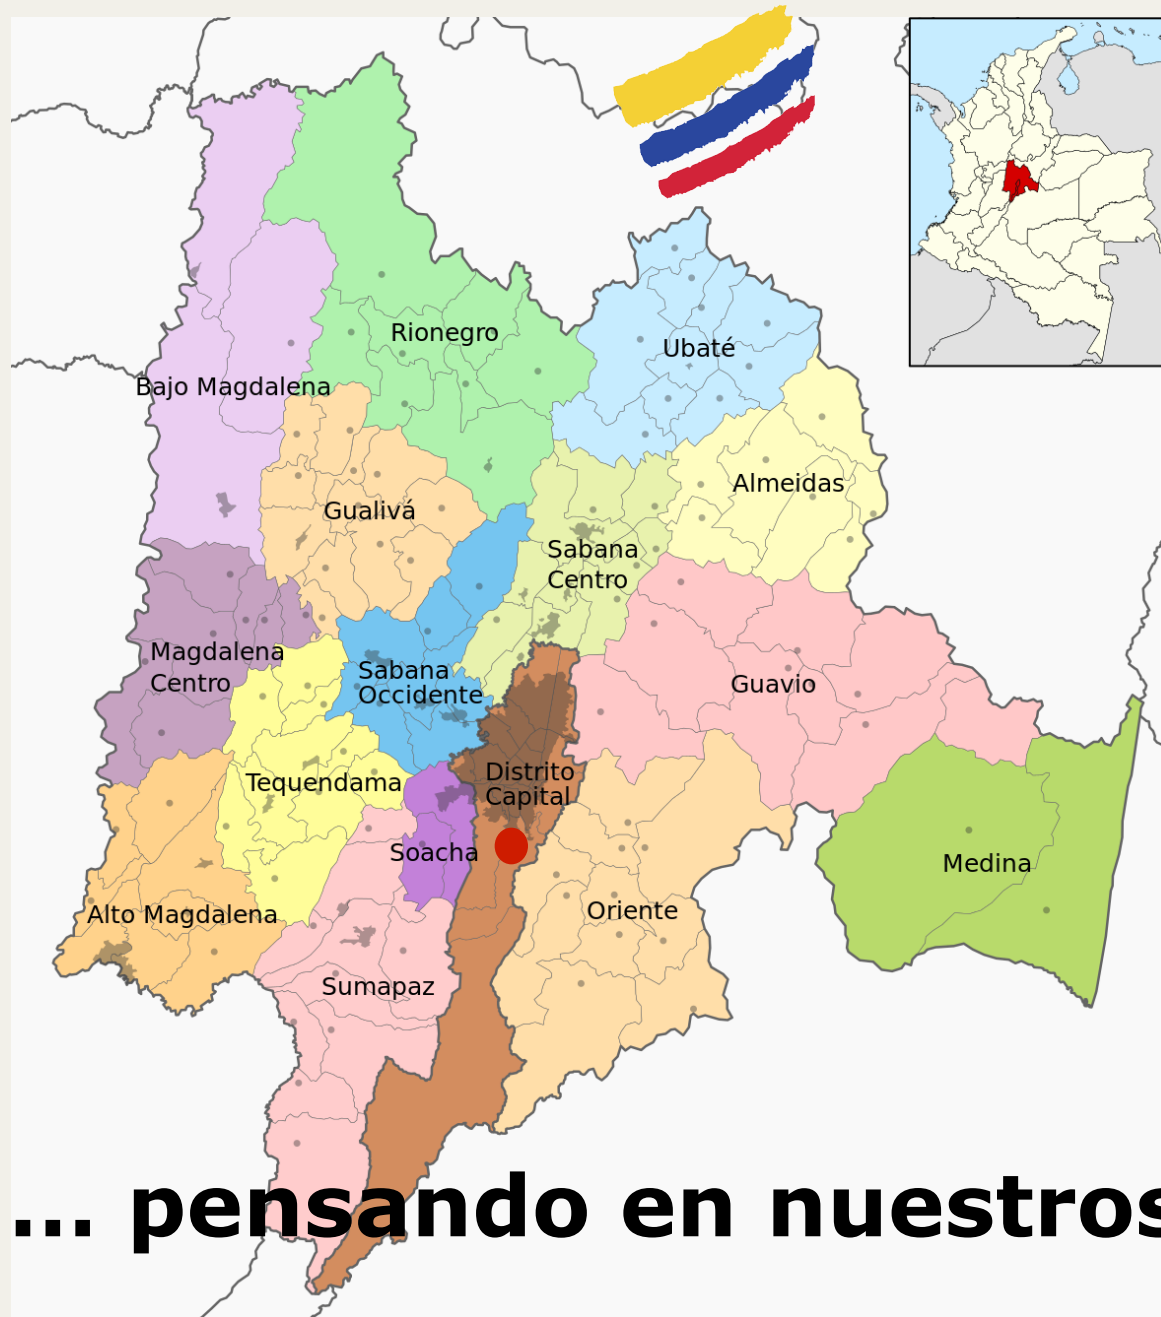 Rionegro
Ubaté
Bajo Magdalena
Almeidas
Gualivá
Sabana
Centro
Magdalena
Centro
Sabana
Occidente
Guavio
Distrito
Capital
Tequendama
Soacha
Medina
Alto Magdalena
Oriente
Sumapaz
... pensando en nuestros